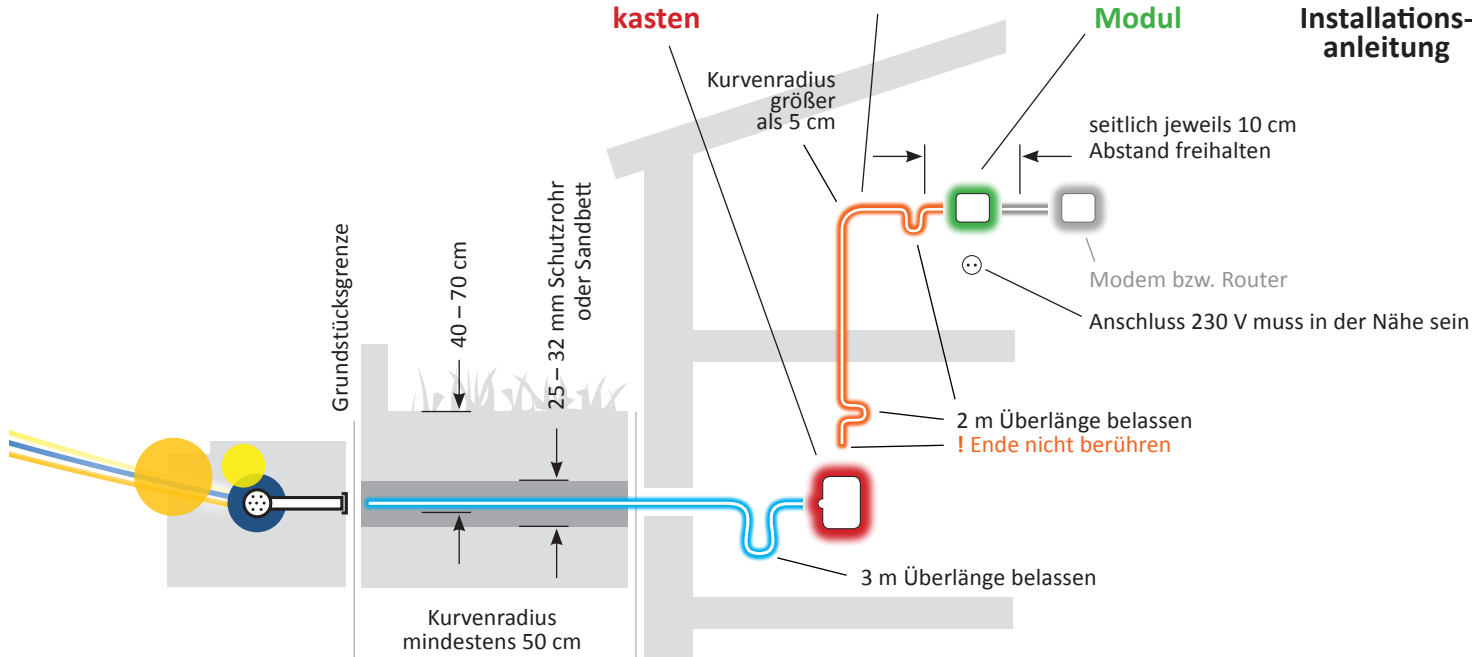 kasten
Modul
Installations-
anleitung
Kurvenradius
größer
als 5 cm
seitlich jeweils 10 cm
Abstand freihalten
Grundstücksgrenze
40 – 70 cm
25 – 32 mm Schutzrohr
oder Sandbett
Modem bzw. Router
Anschluss 230 V muss in der Nähe sein
2 m Überlänge belassen
! Ende nicht berühren
3 m Überlänge belassen
Kurvenradius
mindestens 50 cm